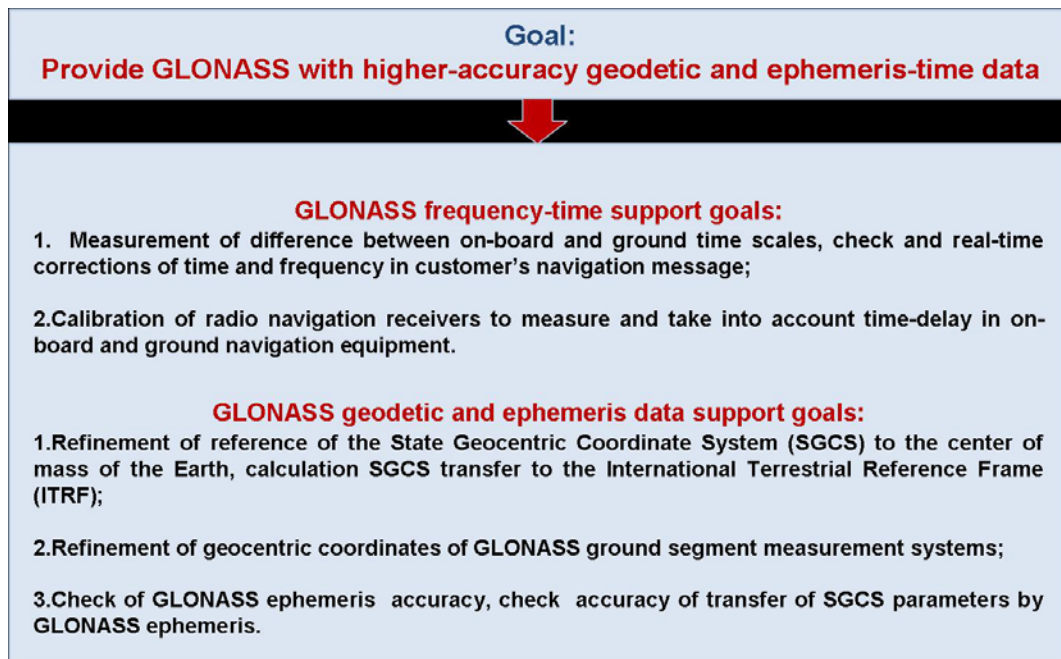 Goal:
Provide GLONASS with higher-accuracy geodetic and ephemeris-time data
GLONASS frequency-time support goals:
1. Measurement of difference between on-board and ground time scales, check and real-time
corrections of time and frequency in customer's navigation message;
2.Calibration of radio navigation receivers to measure and take into account time-delay in on-
board and ground navigation equipment.
GLONASS geodetic and ephemeris data support goals:
1.Refinement of reference of the State Geocentric Coordinate System (SGCS) to the center of
mass of the Earth, calculation SGCS transfer to the International Terrestrial Reference Frame
(ITRF);
2.Refinement of geocentric coordinates of GLONASS ground segment measurement systems;
3.Check of GLONASS ephemeris accuracy, check accuracy of transfer of SGCS parameters by
GLONASS ephemeris.